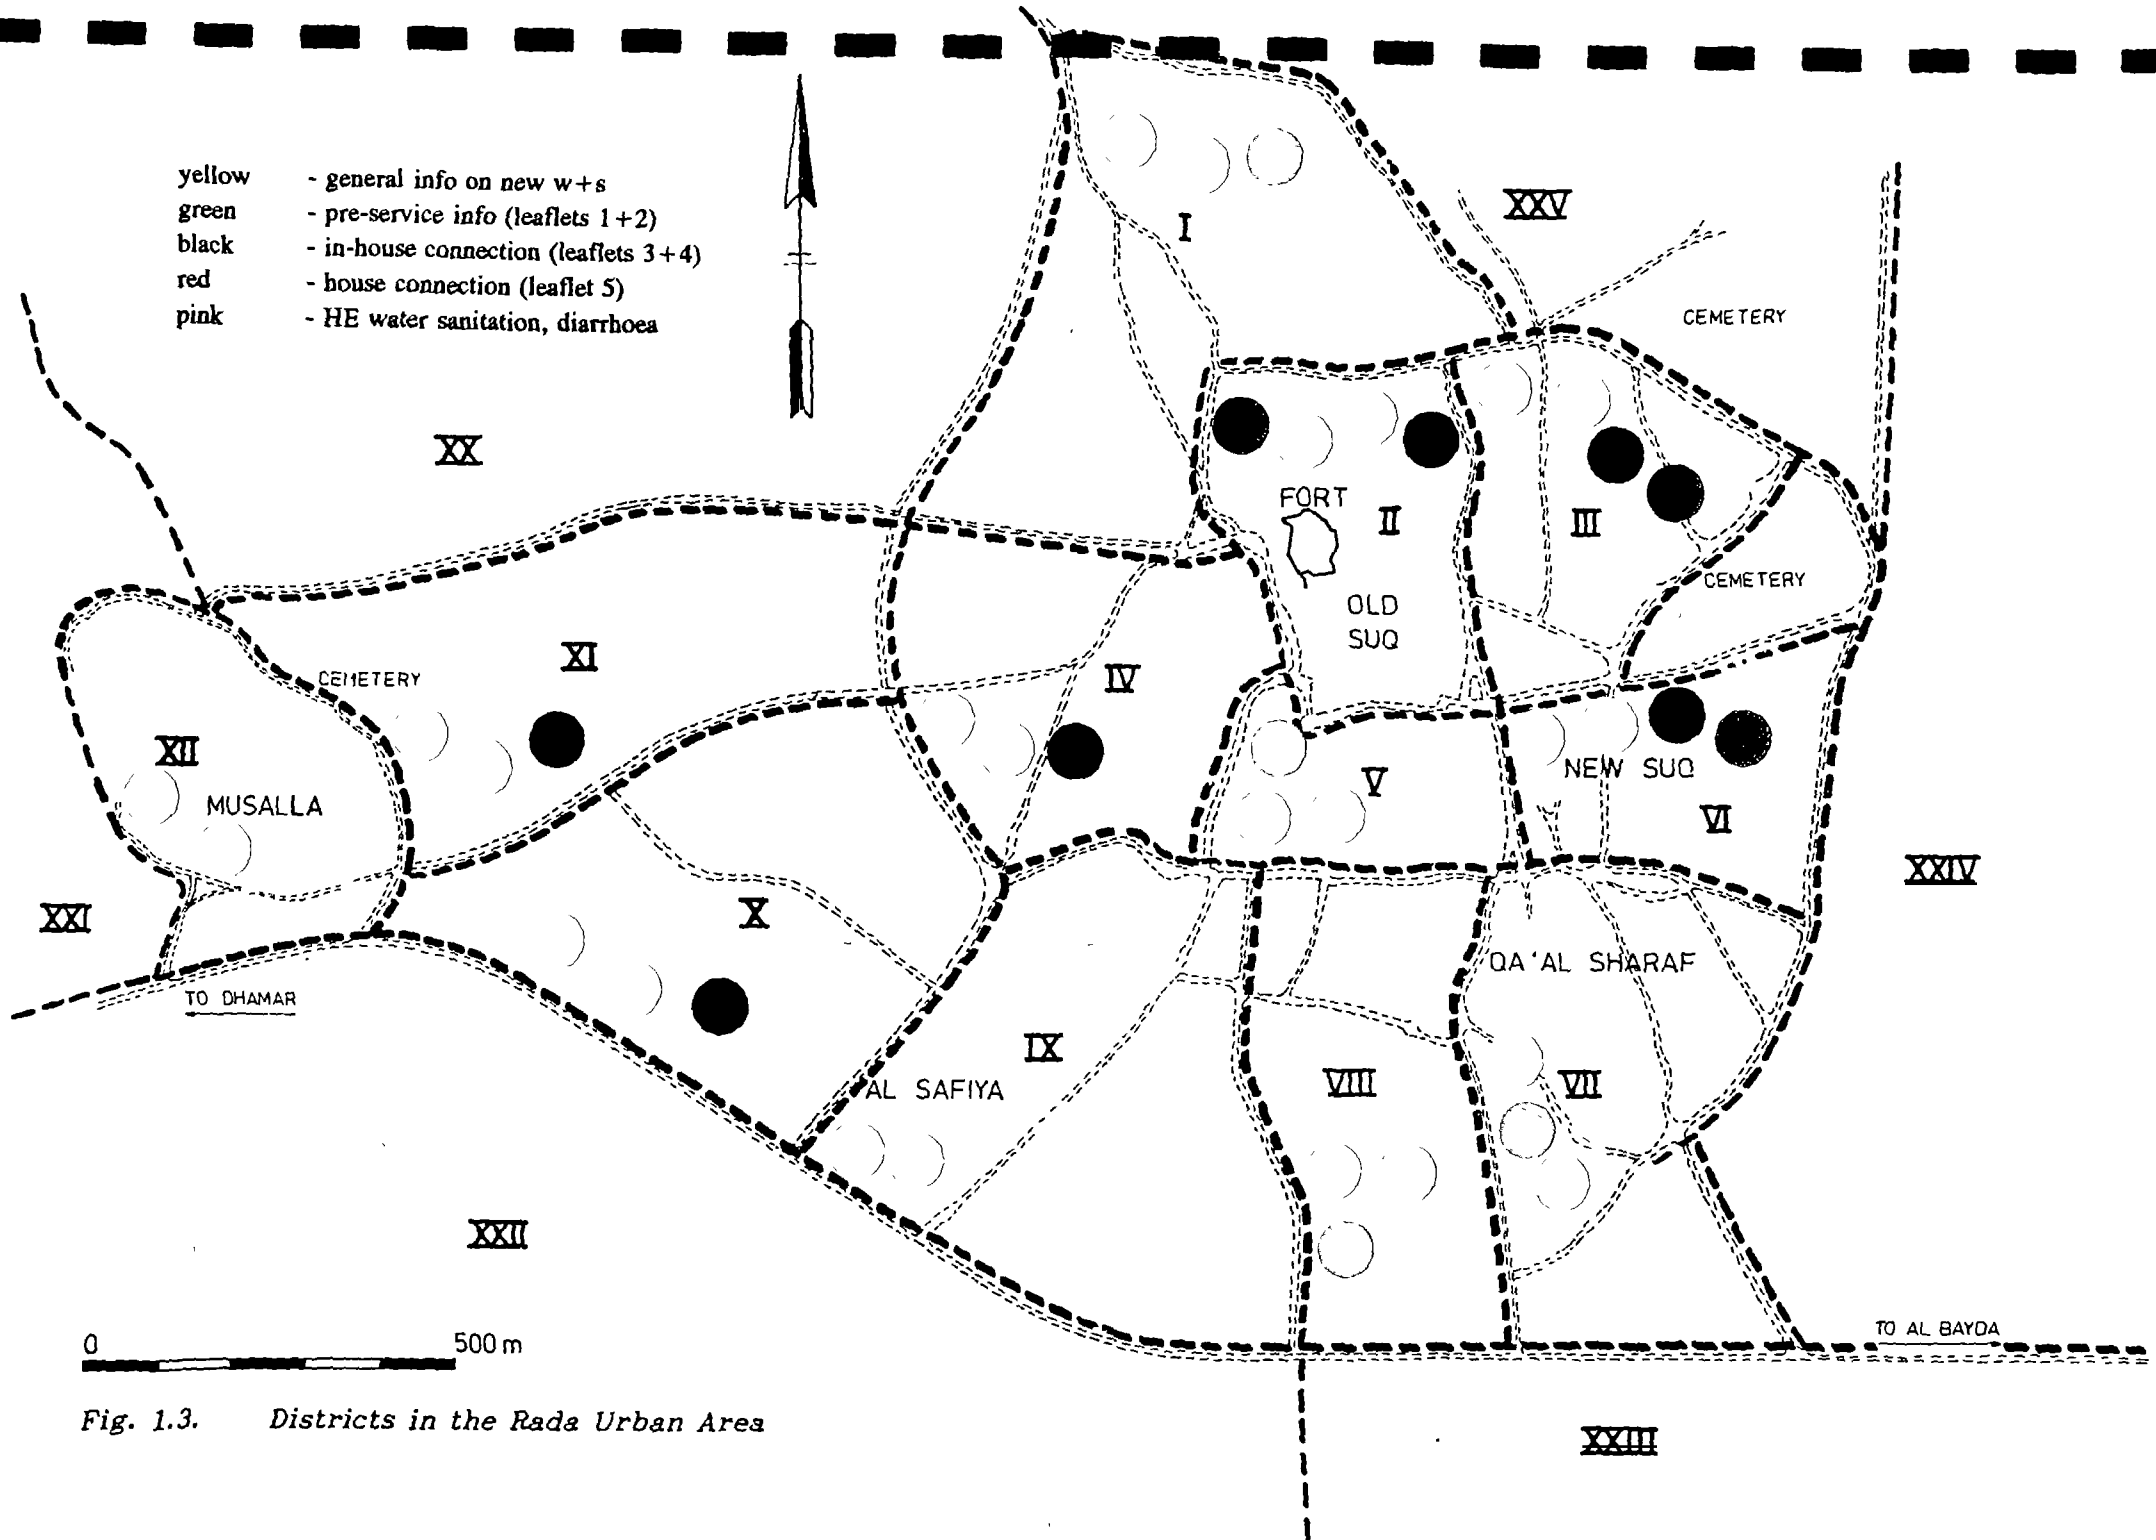 yellow - general info on new w+s
green - pre-service info (leaflets 1+2)
black - in-house connection (leaflets 3+4)
red - house connection (leaflet 5)
pink - HE water sanitation, diarrhoea
I
XXV
CEMETERY
XX
FORT
II
III
CEMETERY
OLD
SUQ
XI
CEMETERY
IV
XII
MUSALLA
V
NEW SUQ
VI
XXIV
XXI
X
QA'AL SHARAF
TO DHAMAR
IX
AL SAFIYA
VIII
VII
XXII
0 500 m
TO AL BAYDA
Fig. 1.3. Districts in the Rada Urban Area
XXIII